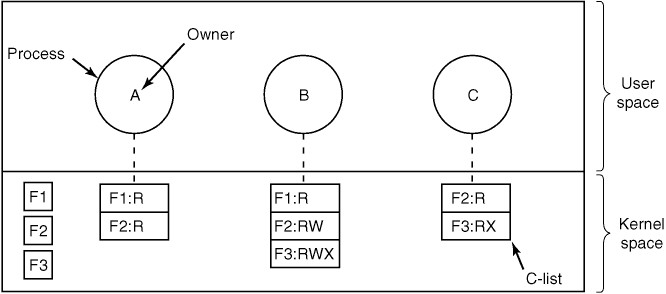 Owner
Process
A
B
C
User
space
F1
F2
F3
F1:R
F2:R
F1:R
F2:RW
F3:RWX
F2:R
F3:RX
C-list
Kernel
space